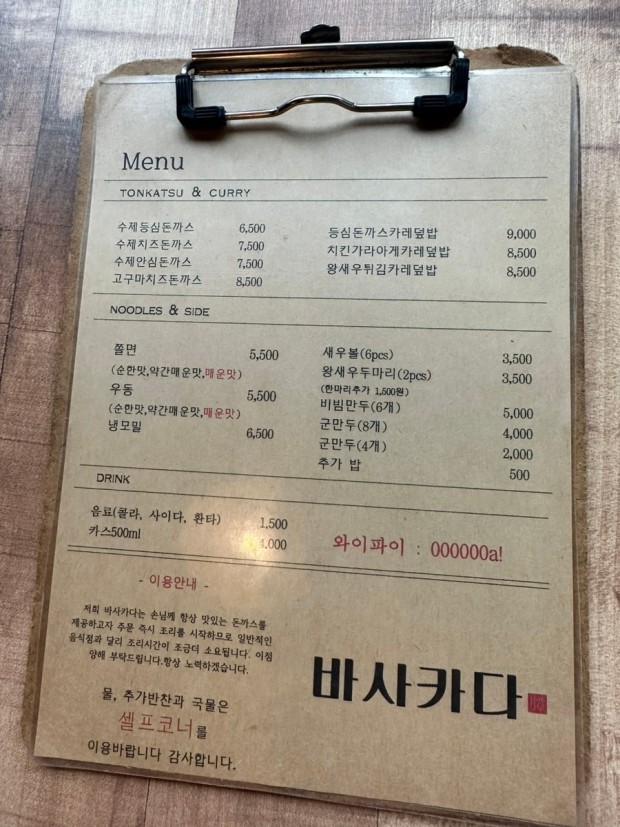 Menu
TONKATSU & CURRY
수제등심돈까스 6,500
수제치즈돈까스 7,500
수제안심돈까스 7,500
고구마치즈돈까스 8,500
등심돈까스카레덮밥 9,000
치킨가라아게카레덮밥 8,500
왕새우튀김카레덮밥 8,500
NOODLES & SIDE
쫄면 5,500
(순한맛,약간매운맛,매운맛)
우동 5,500
(순한맛,약간매운맛,매운맛)
냉모밀 6,500
새우볼(6pcs) 3,500
왕새우두마리(2pcs) 3,500
(한마리추가 1,500원)
비빔만두(6개) 5,000
군만두(8개) 4,000
군만두(4개) 2,000
추가 밥 500
DRINK
음료(콜라, 사이다, 환타) 1,500
카스500ml 4,000
와이파이 : 000000a!
- 이용안내 -
저희 바사카다는 손님께 항상 맛있는 돈까스를
제공하고자 주문 즉시 조리를 시작하므로 일반적인
음식점과 달리 조리시간이 조금더 소요됩니다. 이점
양해 부탁드립니다.항상 노력하겠습니다.
물, 추가반찬과 국물은
셀프코너를
이용바랍니다 감사합니다.
바사카다